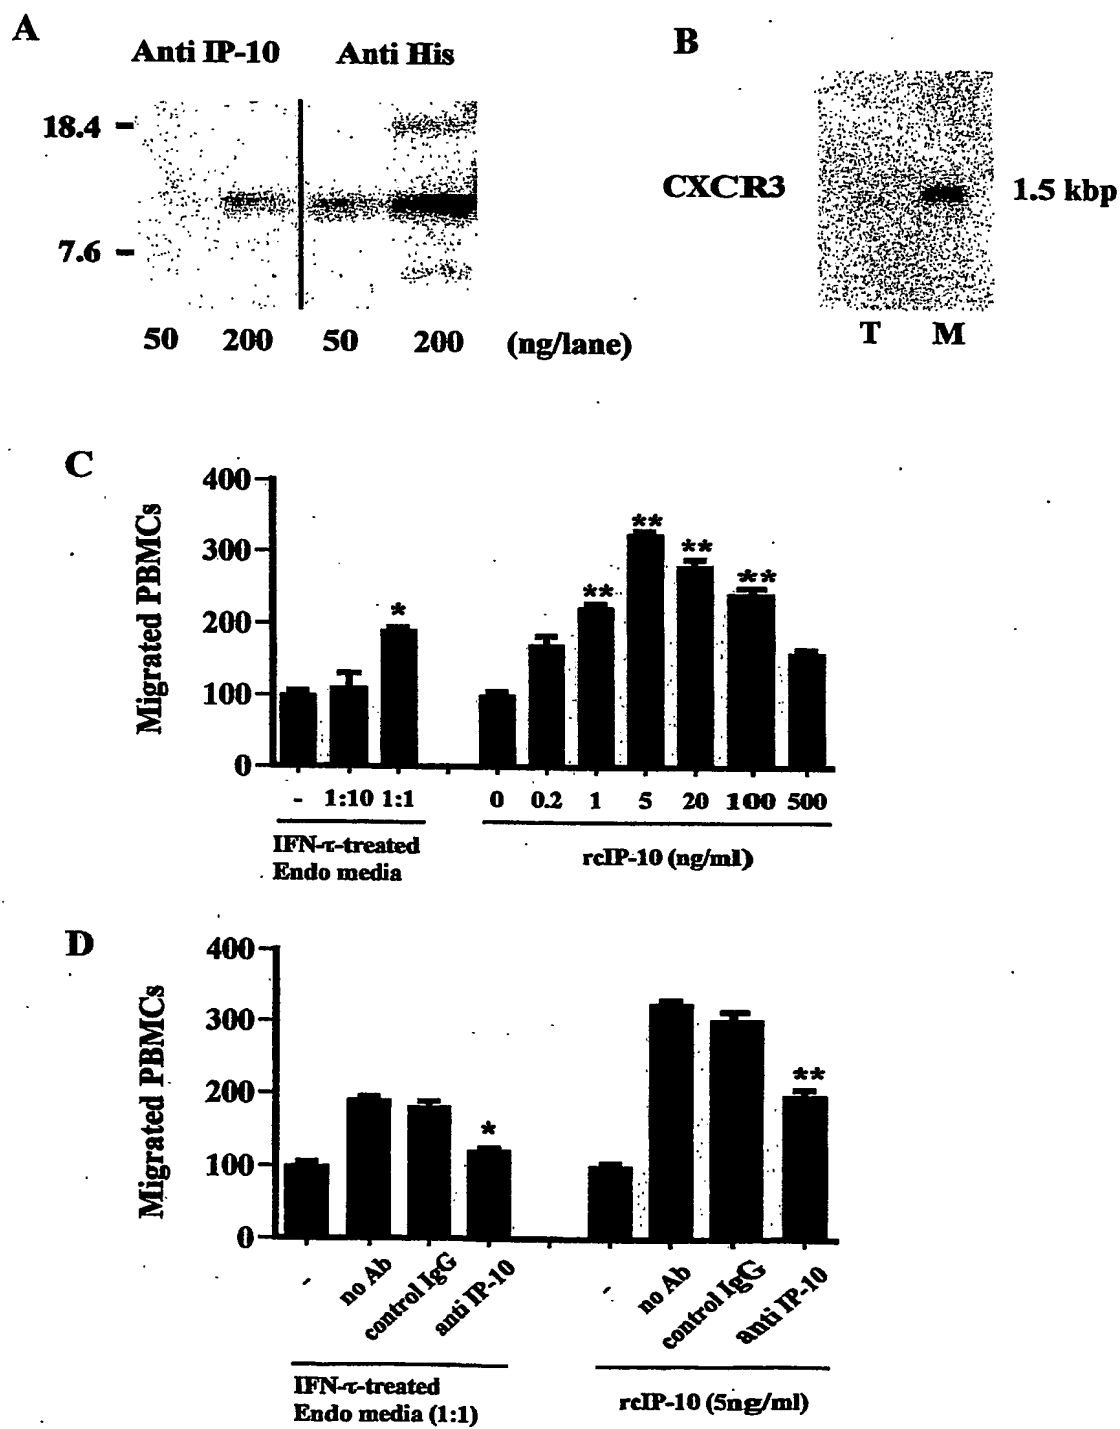 A
B
Anti IP-10 Anti His
18.4
7.6
50 200 50 200 (ng/lane)
CXCR3
1.5 kbp
T M
C
Migrated PBMCs
400
300
200
100
0
*
** ** ** **
- 1:10 1:1 0 0.2 1 5 20 100 500
IFN-τ-treated
Endo media
rcIP-10 (ng/ml)
D
Migrated PBMCs
400
300
200
100
0
*
**
- no Ab control IgG anti IP-10 - no Ab control IgG anti IP-10
IFN-τ-treated
Endo media (1:1)
rcIP-10 (5ng/ml)